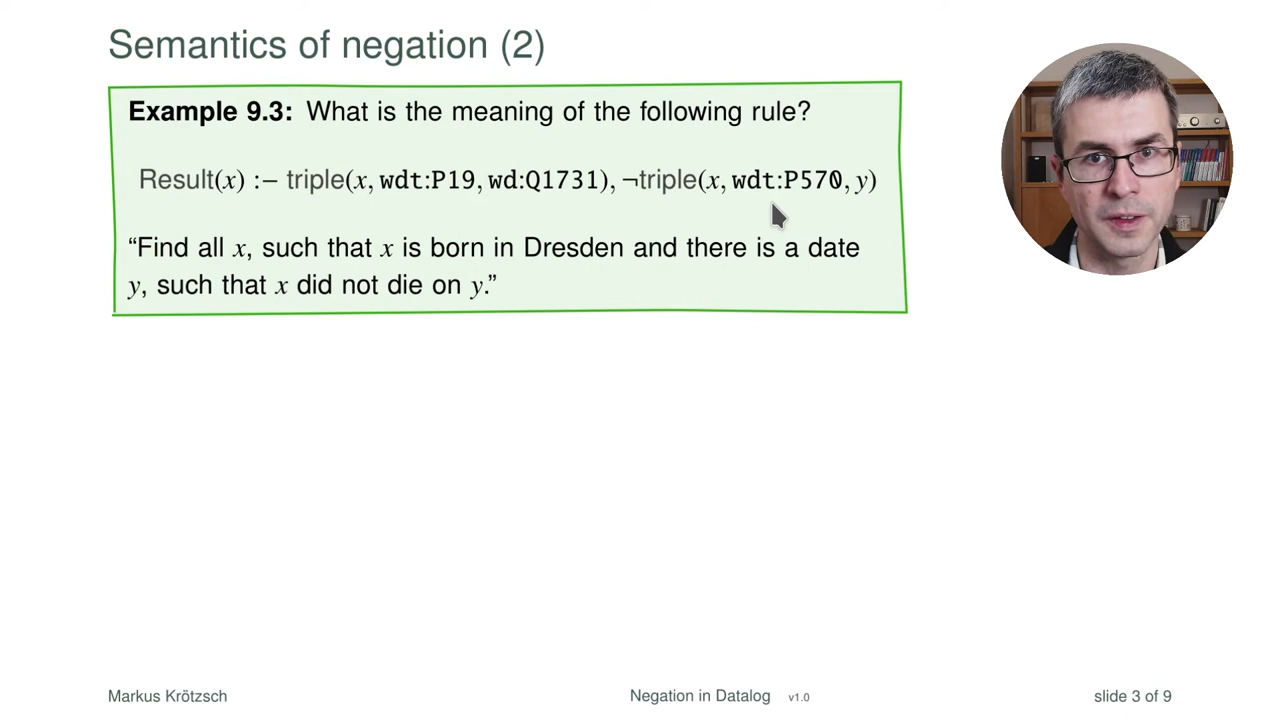 Semantics of negation (2)
Example 9.3: What is the meaning of the following rule?
Result(x) :− triple(x, wdt:P19, wd:Q1731), ¬triple(x, wdt:P570, y)
“Find all x, such that x is born in Dresden and there is a date
y, such that x did not die on y.”
Markus Krötzsch Negation in Datalog v1.0 slide 3 of 9